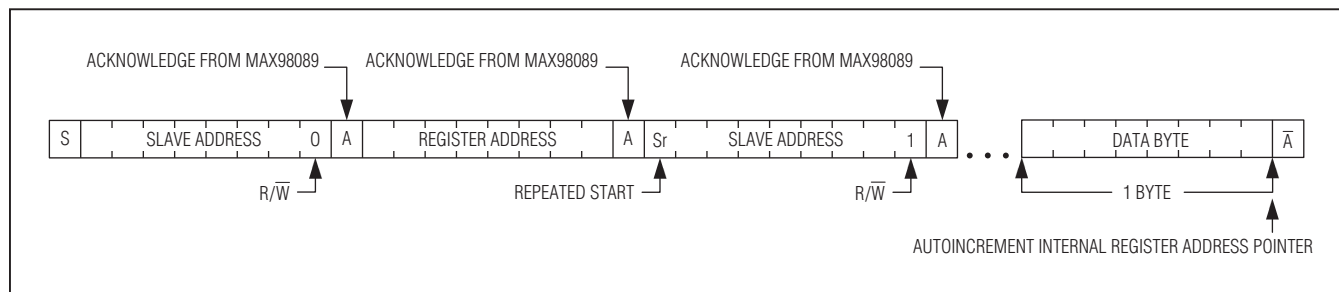 ACKNOWLEDGE FROM MAX98089 ACKNOWLEDGE FROM MAX98089 ACKNOWLEDGE FROM MAX98089
S SLAVE ADDRESS 0 A REGISTER ADDRESS A Sr SLAVE ADDRESS 1 A ••• DATA BYTE A̅
R/W̅ REPEATED START R/W̅ 1 BYTE
AUTOINCREMENT INTERNAL REGISTER ADDRESS POINTER